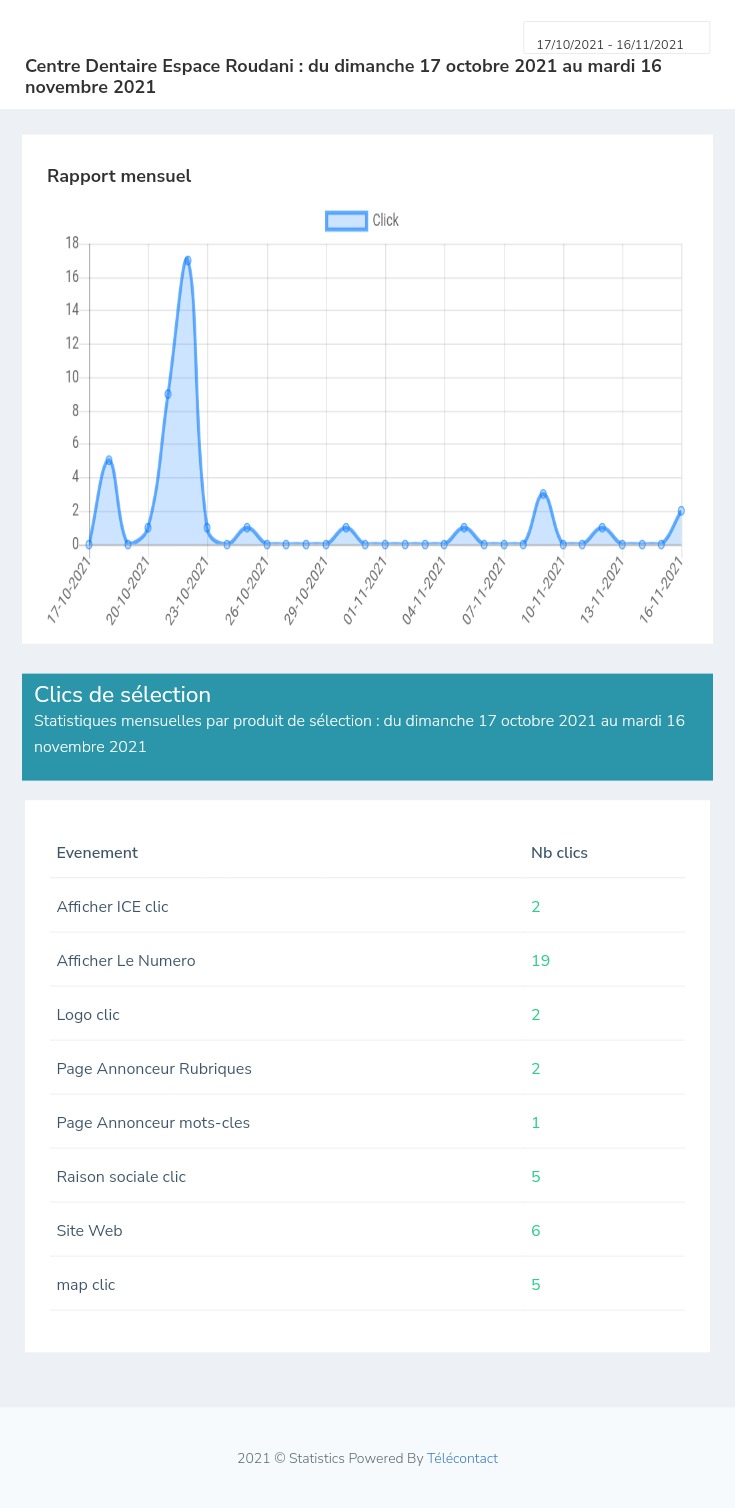 17/10/2021 - 16/11/2021
Centre Dentaire Espace Roudani : du dimanche 17 octobre 2021 au mardi 16
novembre 2021
Rapport mensuel
Click
18
16
14
12
10
8
6
4
2
0
17-10-2021
20-10-2021
23-10-2021
26-10-2021
29-10-2021
01-11-2021
04-11-2021
07-11-2021
10-11-2021
13-11-2021
16-11-2021
Clics de sélection
Statistiques mensuelles par produit de sélection : du dimanche 17 octobre 2021 au mardi 16
novembre 2021
Evenement Nb clics
Afficher ICE clic 2
Afficher Le Numero 19
Logo clic 2
Page Annonceur Rubriques 2
Page Annonceur mots-cles 1
Raison sociale clic 5
Site Web 6
map clic 5
2021 © Statistics Powered By Télécontact